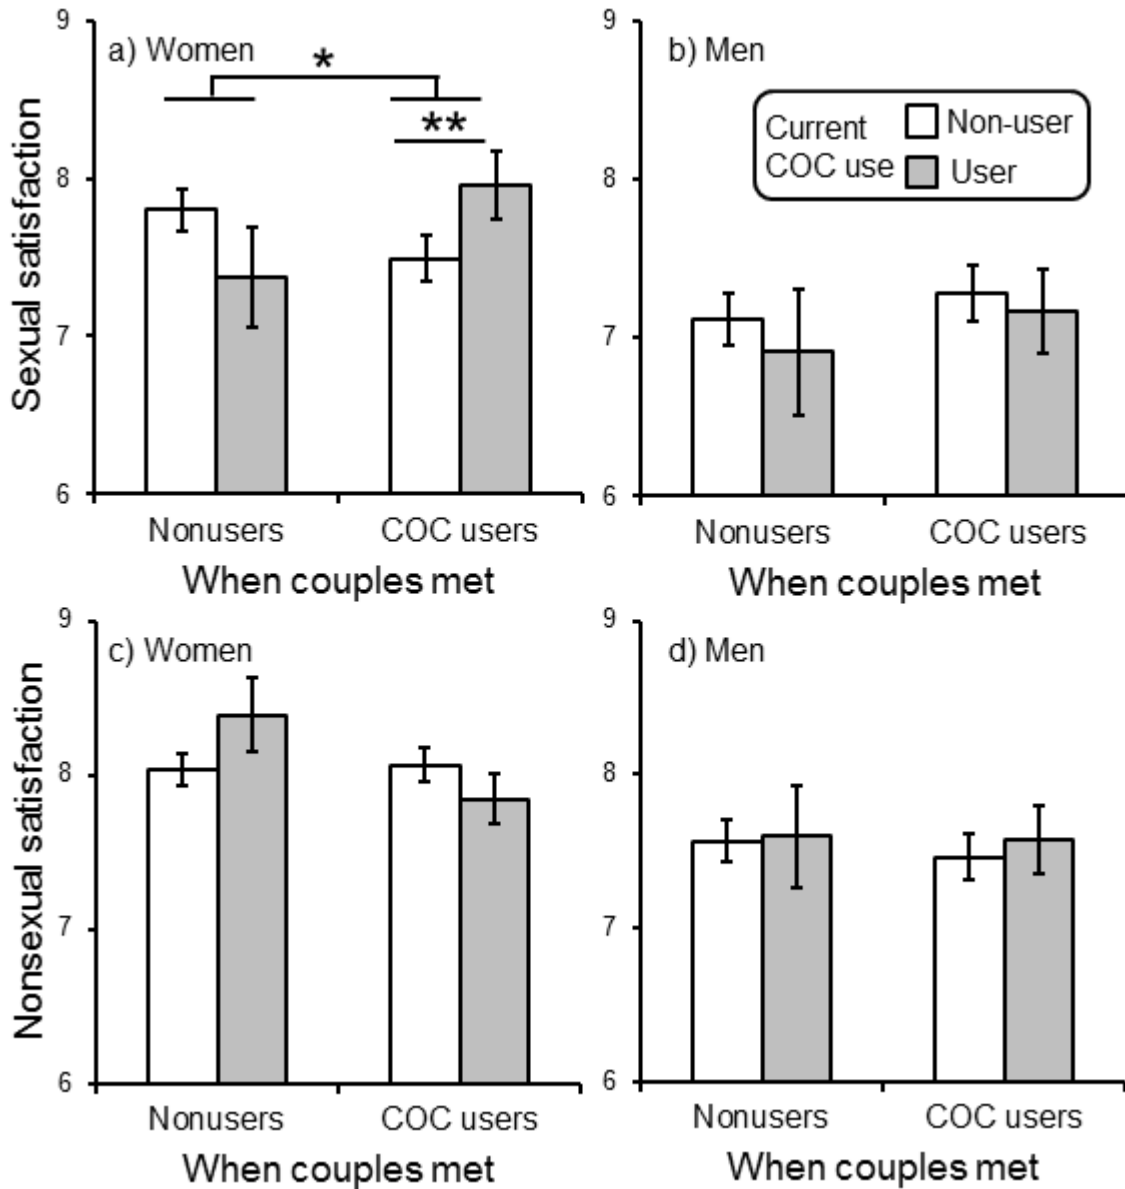 9
a) Women
*
**
Sexual satisfaction
8
7
6
Nonusers COC users
When couples met
9
b) Men
Current COC use
Non-user
User
8
7
6
Nonusers COC users
When couples met
9
c) Women
Nonsexual satisfaction
8
7
6
Nonusers COC users
When couples met
9
d) Men
8
7
6
Nonusers COC users
When couples met